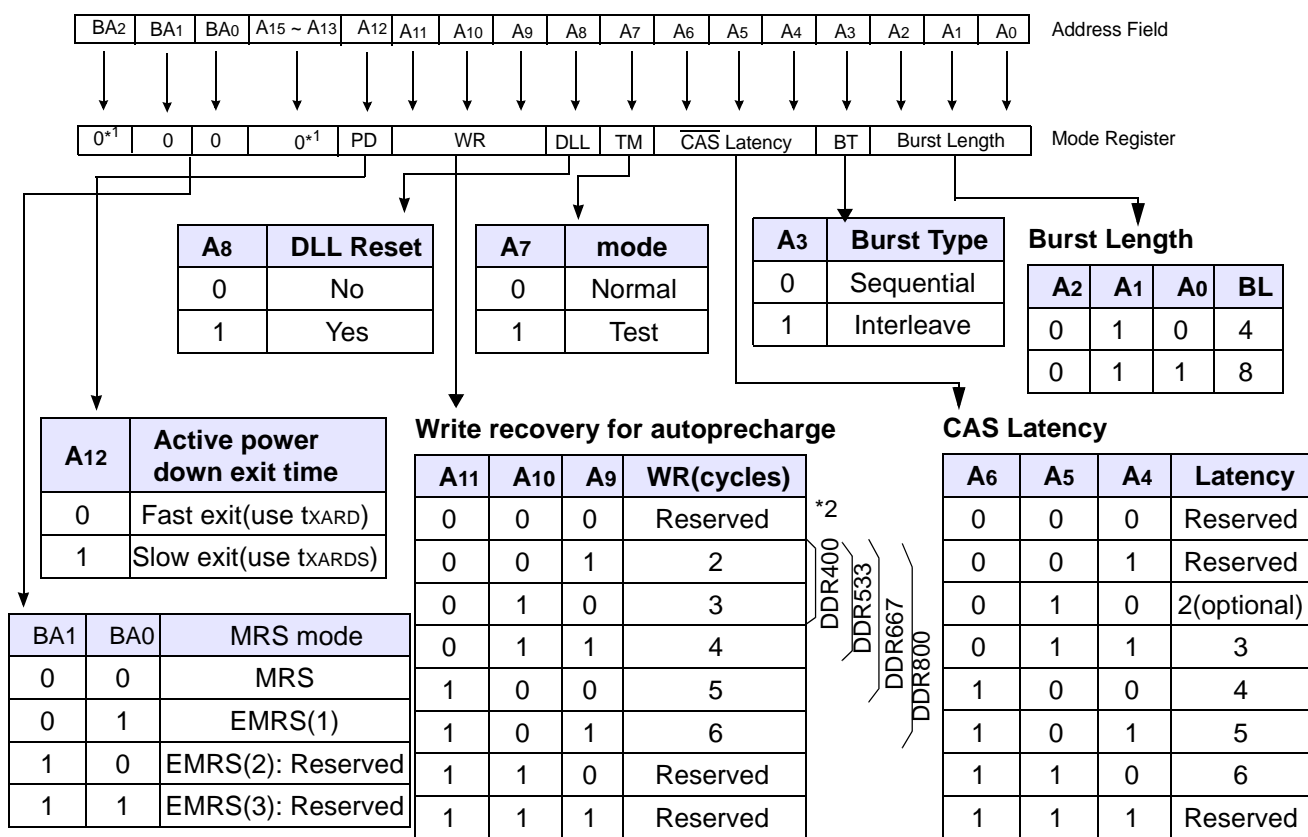 BA2 BA1 BA0 A15 ~ A13 A12 A11 A10 A9 A8 A7 A6 A5 A4 A3 A2 A1 A0 Address Field
0*1 0 0 0*1 PD WR DLL TM CAS Latency BT Burst Length Mode Register
A8 DLL Reset
0 No
1 Yes
A7 mode
0 Normal
1 Test
A3 Burst Type
0 Sequential
1 Interleave
Burst Length
A2 A1 A0 BL
0 1 0 4
0 1 1 8
A12 Active power
down exit time
0 Fast exit(use tXARD)
1 Slow exit(use tXARDS)
BA1 BA0 MRS mode
0 0 MRS
0 1 EMRS(1)
1 0 EMRS(2): Reserved
1 1 EMRS(3): Reserved
Write recovery for autoprecharge
A11 A10 A9 WR(cycles)
0 0 0 Reserved
0 0 1 2
0 1 0 3
0 1 1 4
1 0 0 5
1 0 1 6
1 1 0 Reserved
1 1 1 Reserved
*2
DDR400
DDR533
DDR667
DDR800
CAS Latency
A6 A5 A4 Latency
0 0 0 Reserved
0 0 1 Reserved
0 1 0 2(optional)
0 1 1 3
1 0 0 4
1 0 1 5
1 1 0 6
1 1 1 Reserved